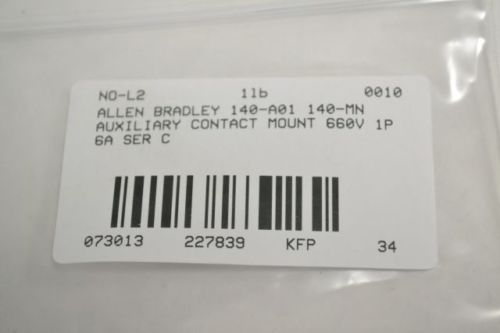 NO-L2 11b 0010
ALLEN BRADLEY 140-A01 140-MN
AUXILIARY CONTACT MOUNT 660V 1P
6A SER C
073013 227839 KFP 34